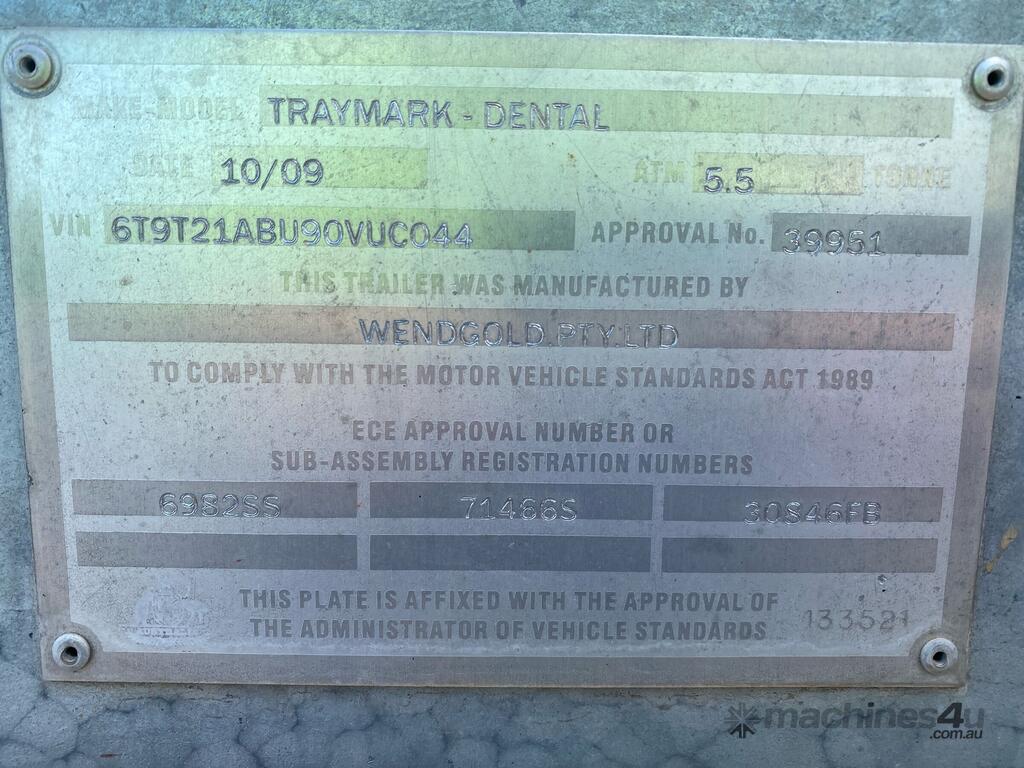 MAKE-MODEL TRAYMARK - DENTAL
DATE 10/09 ATM 5.5 TONNE
VIN 6T9T21ABU90VUC044 APPROVAL No. 39951
THIS TRAILER WAS MANUFACTURED BY
WENDGOLD.PTY.LTD
TO COMPLY WITH THE MOTOR VEHICLE STANDARDS ACT 1989
ECE APPROVAL NUMBER OR
SUB-ASSEMBLY REGISTRATION NUMBERS
6982SS 71486S 30846FB
THIS PLATE IS AFFIXED WITH THE APPROVAL OF
THE ADMINISTRATOR OF VEHICLE STANDARDS 133521
machines4u
.com.au